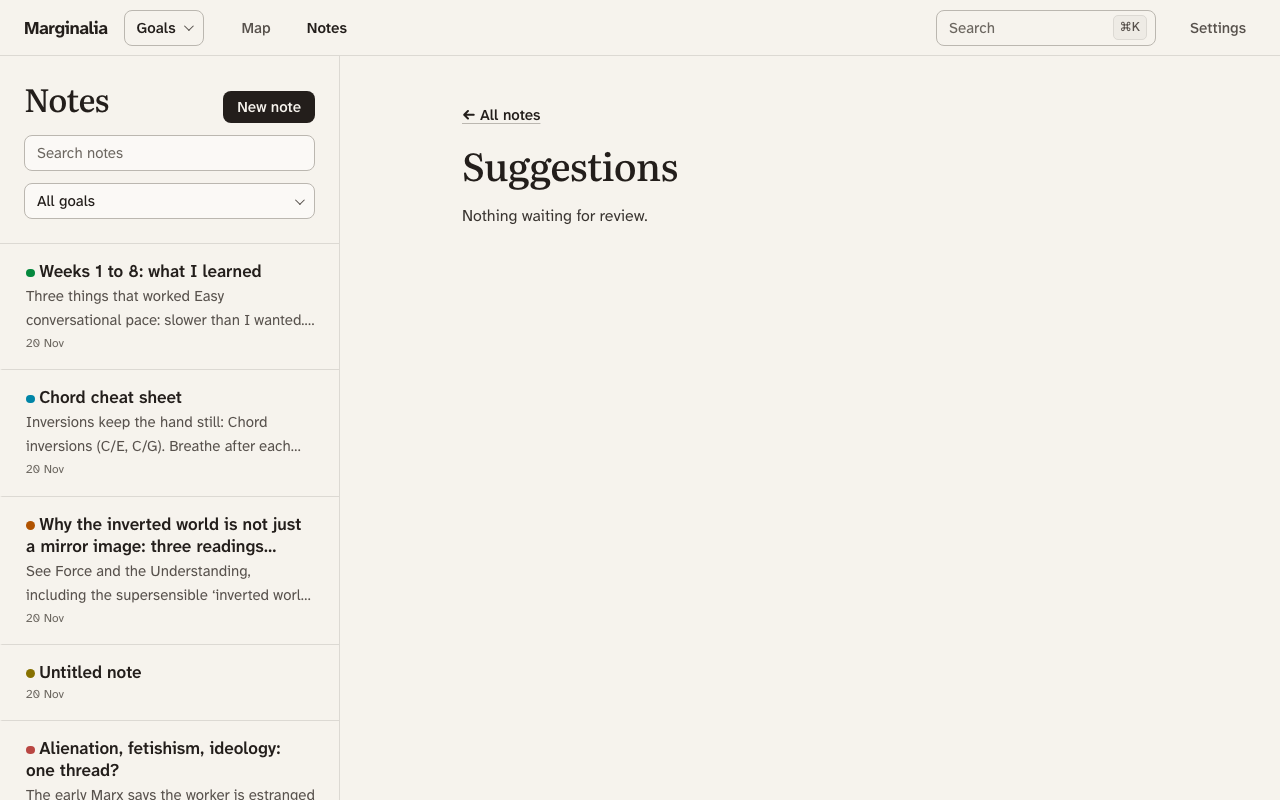 Marginalia
Goals
Map
Notes
Search
⌘K
Settings
Notes
New note
Search notes
All goals
Weeks 1 to 8: what I learned
Three things that worked Easy
conversational pace: slower than I wanted.…
20 Nov
Chord cheat sheet
Inversions keep the hand still: Chord
inversions (C/E, C/G). Breathe after each…
20 Nov
Why the inverted world is not just
a mirror image: three readings…
See Force and the Understanding,
including the supersensible ‘inverted worl…
20 Nov
Untitled note
20 Nov
Alienation, fetishism, ideology:
one thread?
The early Marx says the worker is estranged
← All notes
Suggestions
Nothing waiting for review.